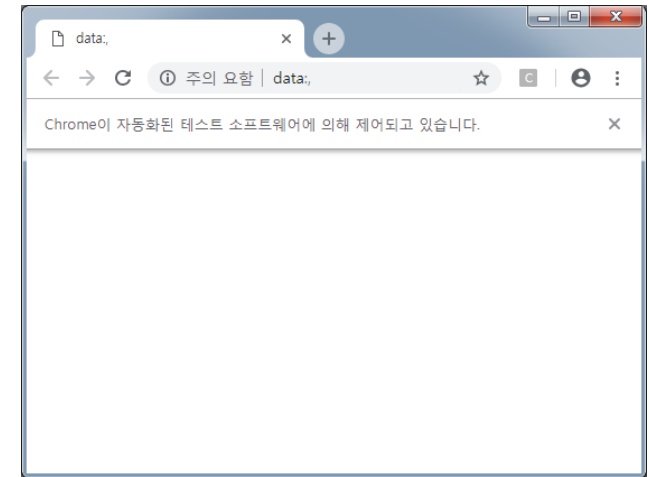 data:,
주의 요함 data:,
C
Chrome이 자동화된 테스트 소프트웨어에 의해 제어되고 있습니다.